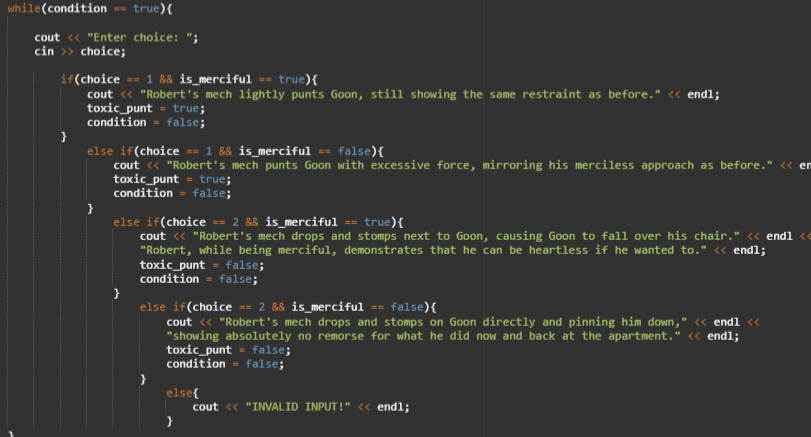 while(condition == true){
cout << "Enter choice: ";
cin >> choice;
if(choice == 1 && is_merciful == true){
cout << "Robert's mech lightly punts Goon, still showing the same restraint as before." << endl;
toxic_punt = true;
condition = false;
}
else if(choice == 1 && is_merciful == false){
cout << "Robert's mech punts Goon with excessive force, mirroring his merciless approach as before." << en
toxic_punt = true;
condition = false;
}
else if(choice == 2 && is_merciful == true){
cout << "Robert's mech drops and stomps next to Goon, causing Goon to fall over his chair." << endl <<
"Robert, while being merciful, demonstrates that he can be heartless if he wanted to." << endl;
toxic_punt = false;
condition = false;
}
else if(choice == 2 && is_merciful == false){
cout << "Robert's mech drops and stomps on Goon directly and pinning him down," << endl <<
"showing absolutely no remorse for what he did now and back at the apartment." << endl;
toxic_punt = false;
condition = false;
}
else{
cout << "INVALID INPUT!" << endl;
}
}